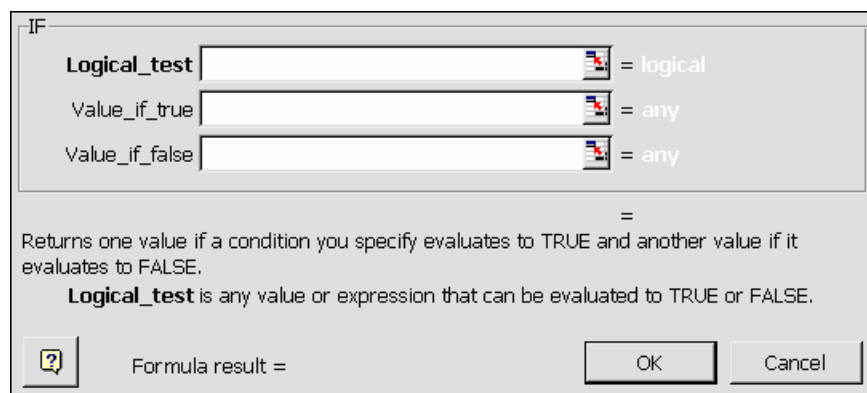 IF
Logical_test = logical
Value_if_true = any
Value_if_false = any
=
Returns one value if a condition you specify evaluates to TRUE and another value if it
evaluates to FALSE.
Logical_test is any value or expression that can be evaluated to TRUE or FALSE.
? Formula result = OK Cancel